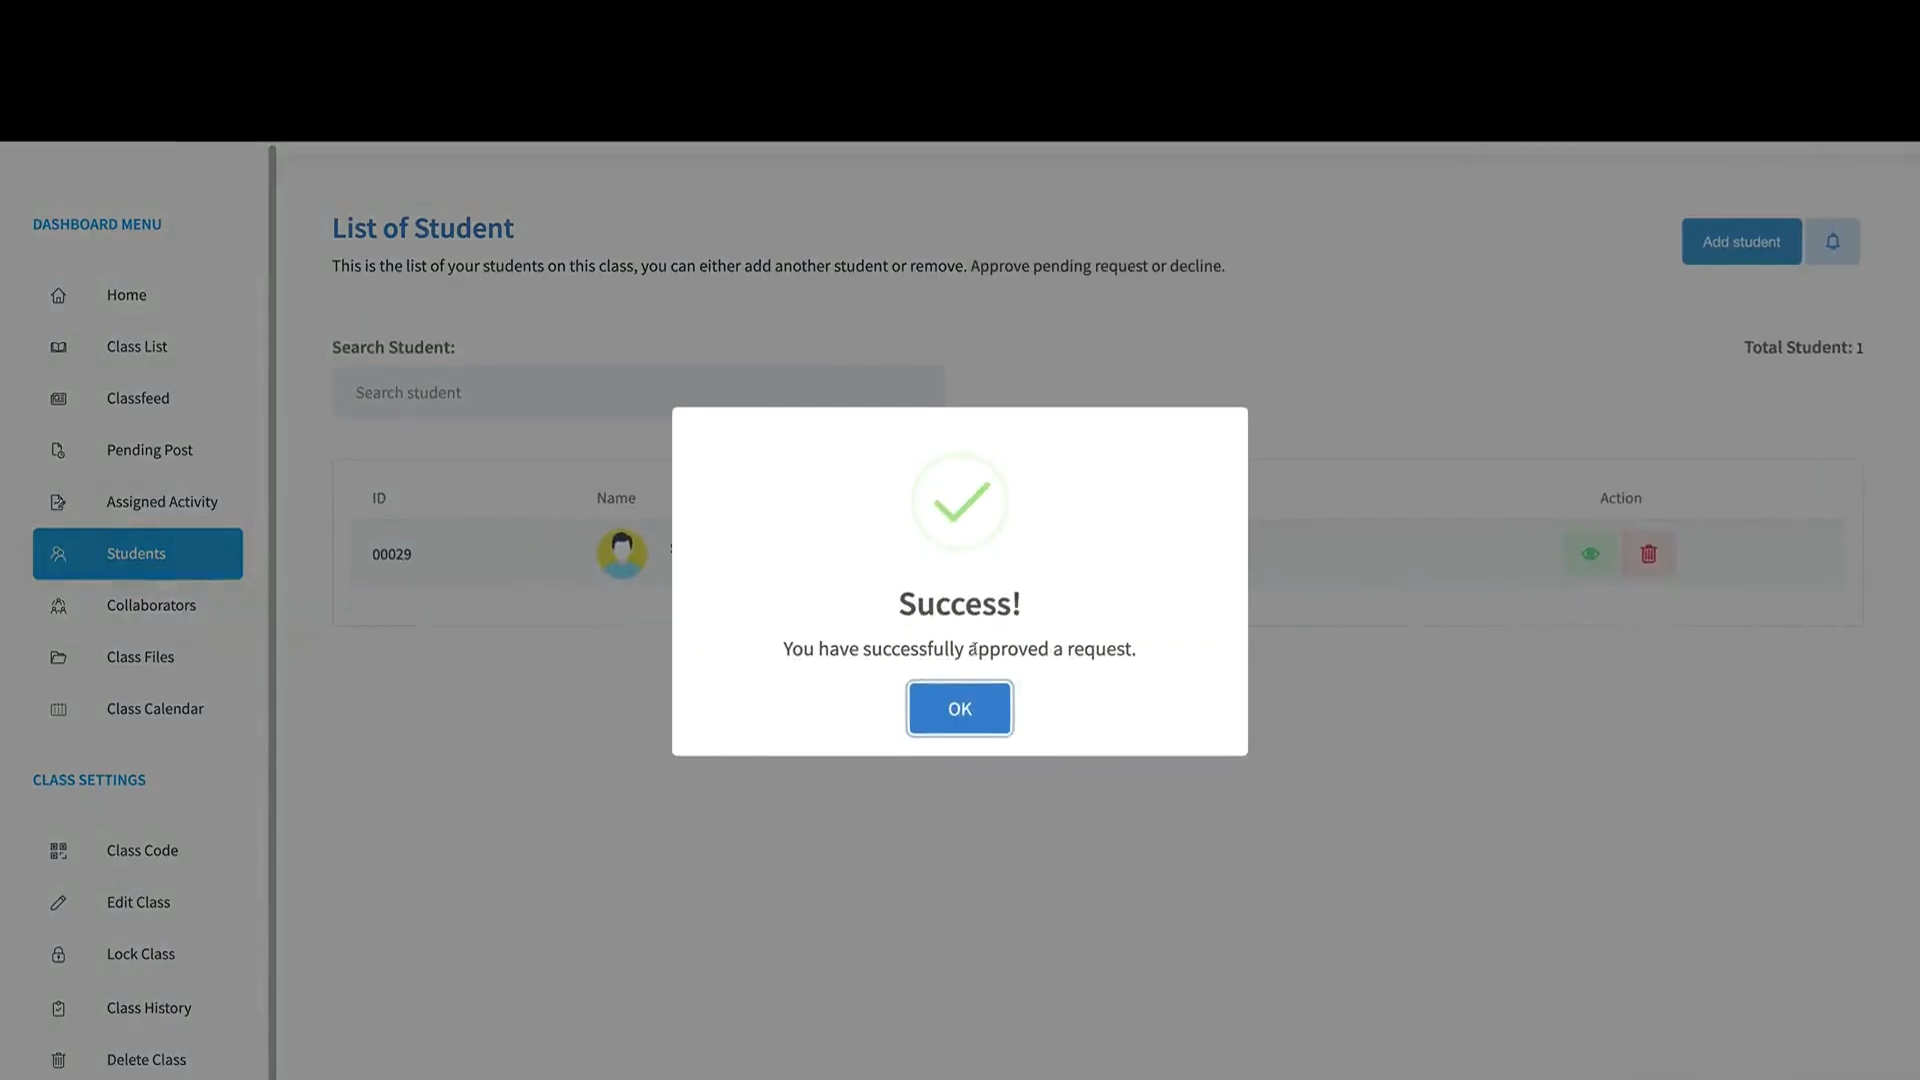 DASHBOARD MENU
Home
Class List
Classfeed
Pending Post
Assigned Activity
Students
Collaborators
Class Files
Class Calendar
CLASS SETTINGS
Class Code
Edit Class
Lock Class
Class History
Delete Class
List of Student
This is the list of your students on this class, you can either add another student or remove. Approve pending request or decline.
Add student
Search Student:
Total Student: 1
Search student
ID Name Action
00029
Success!
You have successfully approved a request.
OK